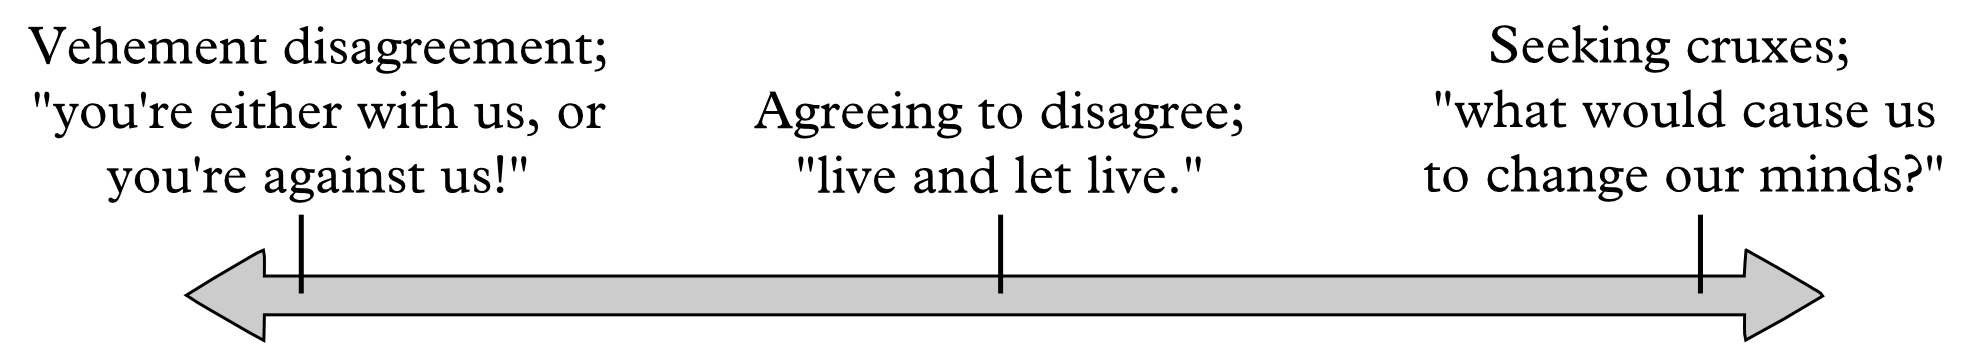 Vehement disagreement;
"you're either with us, or
you're against us!"
Agreeing to disagree;
"live and let live."
Seeking cruxes;
"what would cause us
to change our minds?"